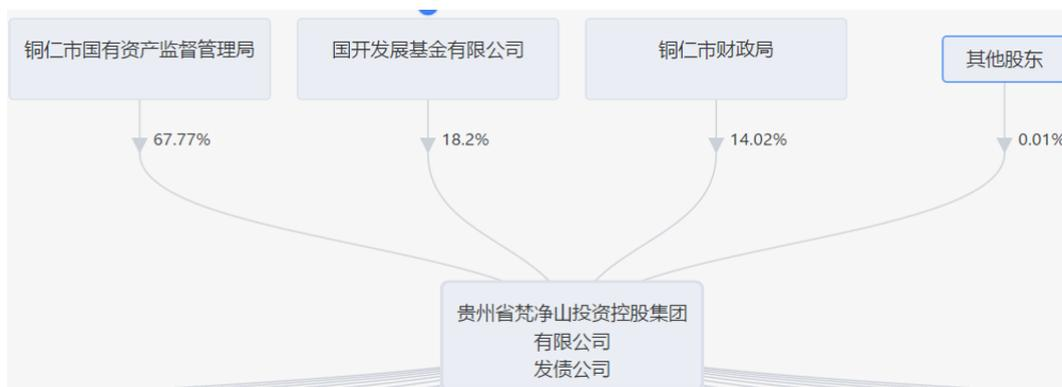 铜仁市国有资产监督管理局
国开发展基金有限公司
铜仁市财政局
其他股东
67.77%
18.2%
14.02%
0.01%
贵州省梵净山投资控股集团
有限公司
发债公司